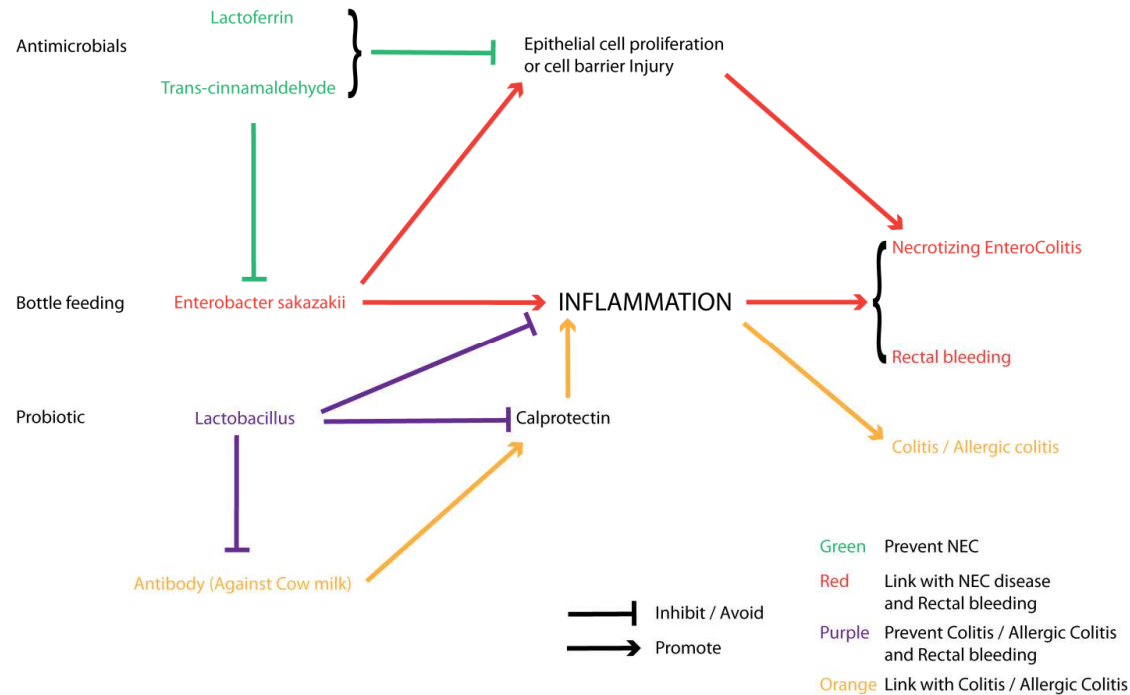 Lactoferrin
Antimicrobials
Epithelial cell proliferation
or cell barrier Injury
Trans-cinnamaldehyde
Necrotizing EnteroColitis
Bottle feeding
Enterobacter sakazakii
INFLAMMATION
Rectal bleeding
Probiotic
Lactobacillus
Calprotectin
Colitis / Allergic colitis
Antibody (Against Cow milk)
Inhibit / Avoid
Promote
Green Prevent NEC
Red Link with NEC disease
and Rectal bleeding
Purple Prevent Colitis / Allergic Colitis
and Rectal bleeding
Orange Link with Colitis / Allergic Colitis